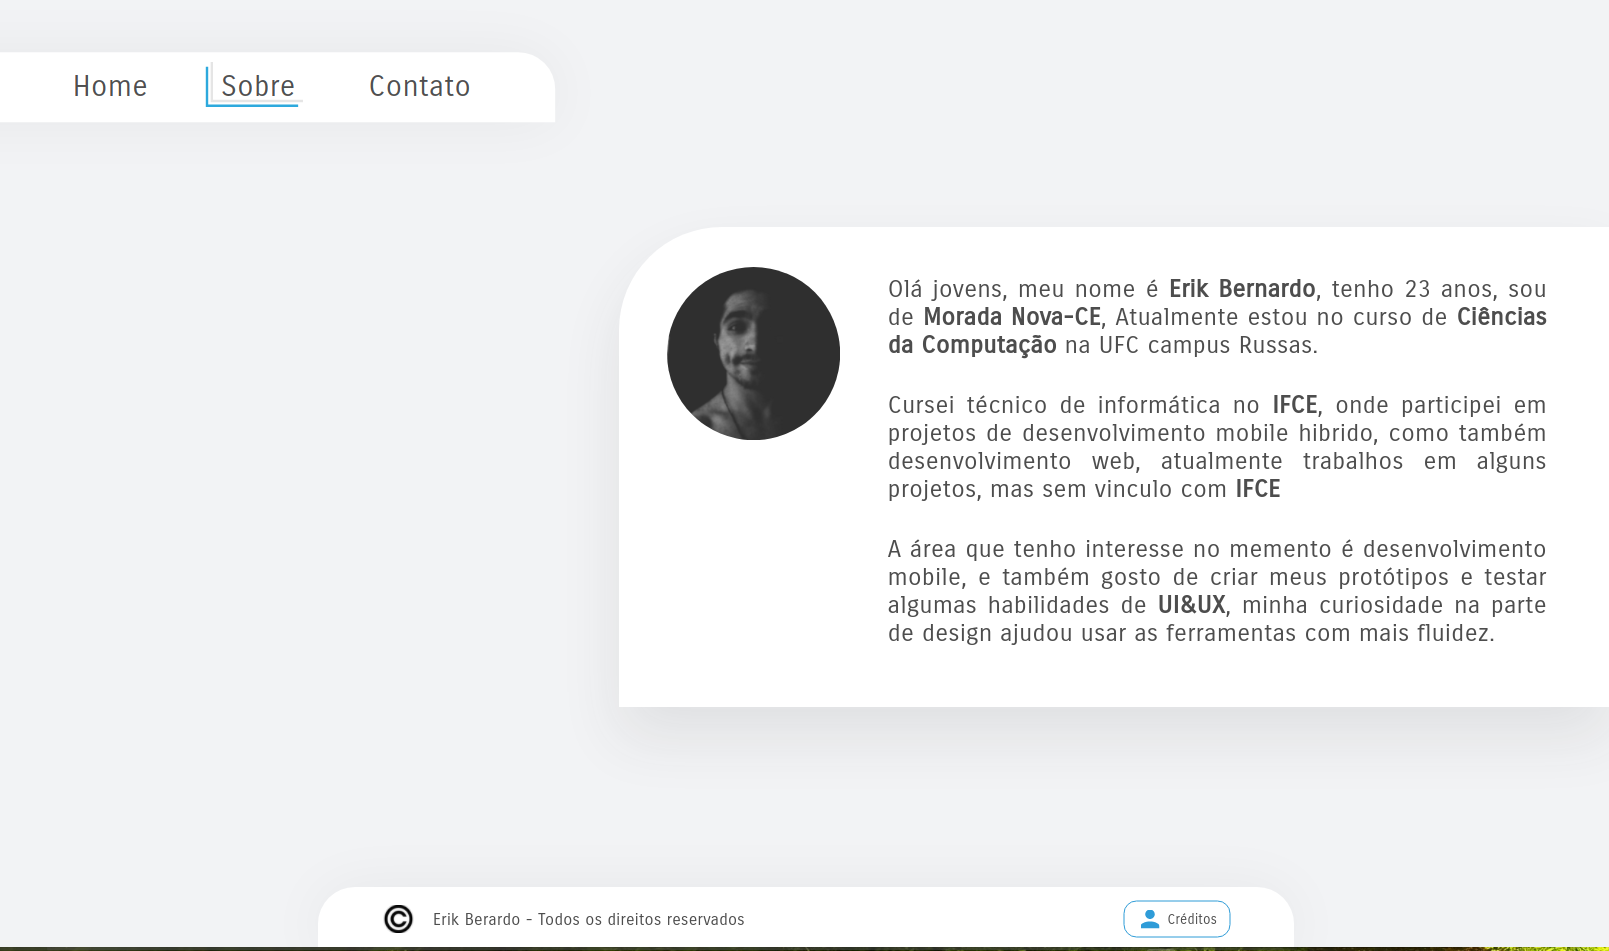 Home Sobre Contato
Olá jovens, meu nome é Erik Bernardo, tenho 23 anos, sou
de Morada Nova-CE, Atualmente estou no curso de Ciências
da Computação na UFC campus Russas.
Cursei técnico de informática no IFCE, onde participei em
projetos de desenvolvimento mobile hibrido, como também
desenvolvimento web, atualmente trabalhos em alguns
projetos, mas sem vinculo com IFCE
A área que tenho interesse no memento é desenvolvimento
mobile, e também gosto de criar meus protótipos e testar
algumas habilidades de UI&UX, minha curiosidade na parte
de design ajudou usar as ferramentas com mais fluidez.
© Erik Berardo - Todos os direitos reservados Créditos